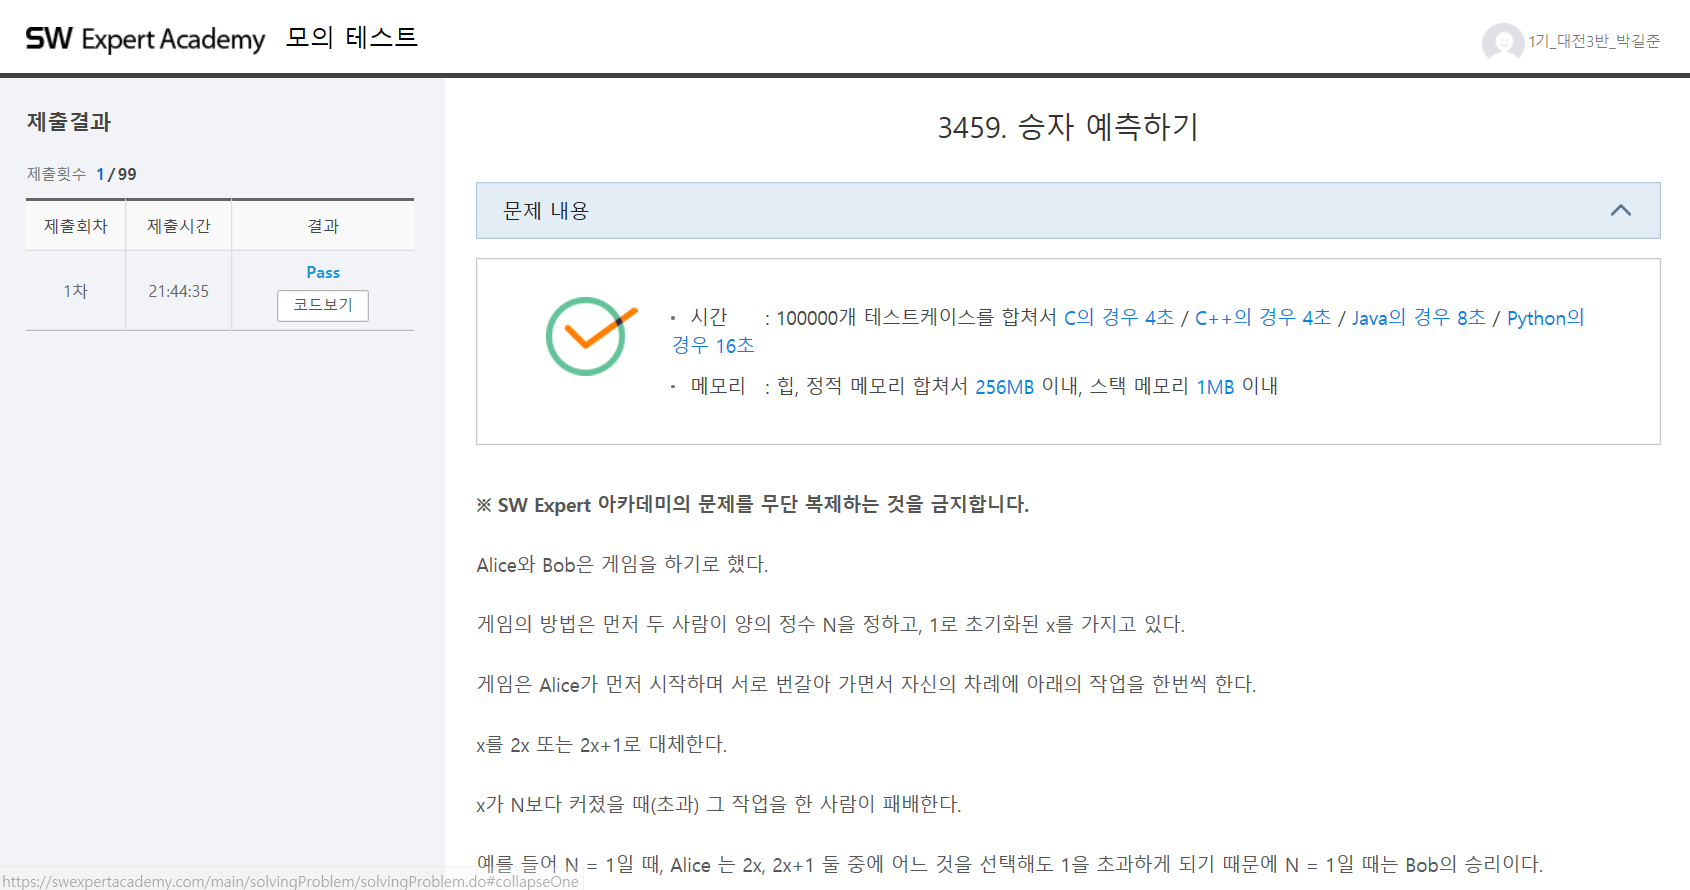 SW Expert Academy 모의 테스트
1기_대전3반_박길준
제출결과
제출횟수 1 / 99
제출회차 제출시간 결과
1차 21:44:35 Pass
코드보기
3459. 승자 예측하기
문제 내용
• 시간 : 100000개 테스트케이스를 합쳐서 C의 경우 4초 / C++의 경우 4초 / Java의 경우 8초 / Python의
경우 16초
• 메모리 : 힙, 정적 메모리 합쳐서 256MB 이내, 스택 메모리 1MB 이내
※ SW Expert 아카데미의 문제를 무단 복제하는 것을 금지합니다.
Alice와 Bob은 게임을 하기로 했다.
게임의 방법은 먼저 두 사람이 양의 정수 N을 정하고, 1로 초기화된 x를 가지고 있다.
게임은 Alice가 먼저 시작하며 서로 번갈아 가면서 자신의 차례에 아래의 작업을 한번씩 한다.
x를 2x 또는 2x+1로 대체한다.
x가 N보다 커졌을 때(초과) 그 작업을 한 사람이 패배한다.
예를 들어 N = 1일 때, Alice 는 2x, 2x+1 둘 중에 어느 것을 선택해도 1을 초과하게 되기 때문에 N = 1일 때는 Bob의 승리이다.
https://swexpertacademy.com/main/solvingProblem/solvingProblem.do#collapseOne